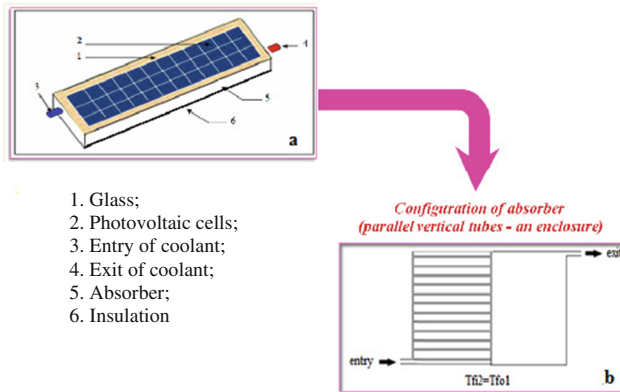 2
1
4
3
5
6
a
1. Glass;
2. Photovoltaic cells;
3. Entry of coolant;
4. Exit of coolant;
5. Absorber;
6. Insulation
Configuration of absorber
(parallel vertical tubes - an enclosure)
exit
entry
Tfi2=Tfo1
b